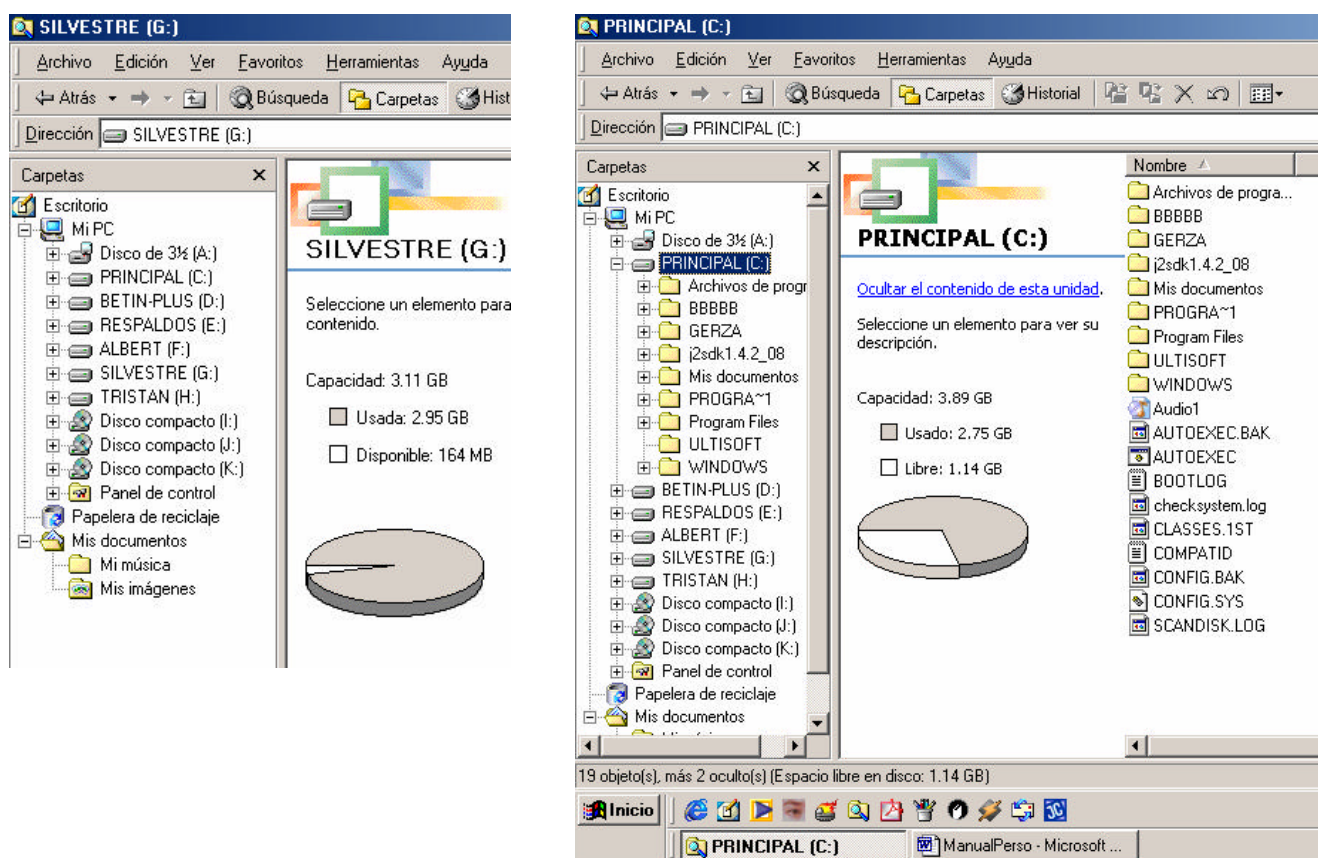 SILVESTRE (G:)
Archivo Edición Ver Favoritos Herramientas Ayuda
Atrás Búsqueda Carpetas Hist
Dirección SILVESTRE (G:)
Carpetas
Escritorio
Mi PC
Disco de 3½ (A:)
PRINCIPAL (C:)
BETIN-PLUS (D:)
RESPALDOS (E:)
ALBERT (F:)
SILVESTRE (G:)
TRISTAN (H:)
Disco compacto (I:)
Disco compacto (J:)
Disco compacto (K:)
Panel de control
Papelera de reciclaje
Mis documentos
Mi música
Mis imágenes
SILVESTRE (G:)
Seleccione un elemento para
contenido.
Capacidad: 3.11 GB
Usada: 2.95 GB
Disponible: 164 MB
PRINCIPAL (C:)
Archivo Edición Ver Favoritos Herramientas Ayuda
Atrás Búsqueda Carpetas Historial
Dirección PRINCIPAL (C:)
Carpetas
Escritorio
Mi PC
Disco de 3½ (A:)
PRINCIPAL (C:)
Archivos de progr
BBBBB
GERZA
j2sdk1.4.2_08
Mis documentos
PROGRA~1
Program Files
ULTISOFT
WINDOWS
BETIN-PLUS (D:)
RESPALDOS (E:)
ALBERT (F:)
SILVESTRE (G:)
TRISTAN (H:)
Disco compacto (I:)
Disco compacto (J:)
Disco compacto (K:)
Panel de control
Papelera de reciclaje
Mis documentos
PRINCIPAL (C:)
Ocultar el contenido de esta unidad.
Seleccione un elemento para ver su
descripción.
Capacidad: 3.89 GB
Usado: 2.75 GB
Libre: 1.14 GB
Nombre
Archivos de progra...
BBBBB
GERZA
j2sdk1.4.2_08
Mis documentos
PROGRA~1
Program Files
ULTISOFT
WINDOWS
Audio1
AUTOEXEC.BAK
AUTOEXEC
BOOTLOG
checksystem.log
CLASSES.1ST
COMPATID
CONFIG.BAK
CONFIG.SYS
SCANDISK.LOG
19 objeto(s), más 2 oculto(s) (Espacio libre en disco: 1.14 GB)
Inicio
PRINCIPAL (C:) ManualPerso - Microsoft ...